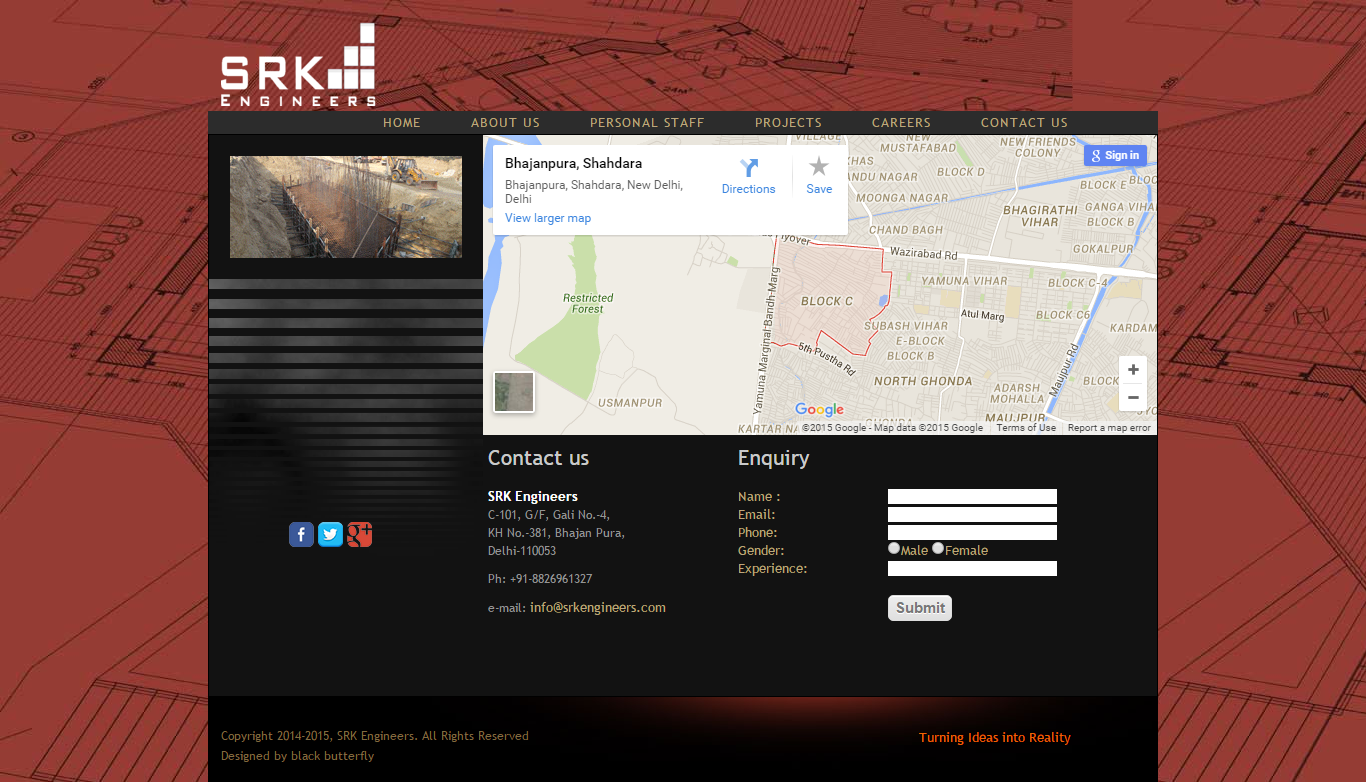 22M²
24M²
SRK
ENGINEERS
HOME ABOUT US PERSONAL STAFF PROJECTS CAREERS CONTACT US
Bhajanpura, Shahdara
Bhajanpura, Shahdara, New Delhi,
Delhi
View larger map
Directions
Save
Sign in
VILLAGE
NEW
MUSTAFABAD
NEW FRIENDS
COLONY
BLOCK D
BLOCK E
MOONGA NAGAR
BHAGIRATHI
VIHAR
GANGA VIHAR
BLOCK B
CHAND BAGH
GOKALPUR
Wazirabad Rd
YAMUNA VIHAR
BLOCK C-4
Restricted
Forest
BLOCK C
Atul Marg
BLOCK C6
SUBASH VIHAR
E-BLOCK
BLOCK B
KARDAM
Yamuna Marginal Bandh Marg
5th Pustha Rd
Maujpur Rd
NORTH GHONDA
ADARSH
MOHALLA
BLOCK
USMANPUR
MAUJPUR
KARTAR NA
Google
©2015 Google - Map data ©2015 Google Terms of Use Report a map error
Contact us
SRK Engineers
C-101, G/F, Gali No.-4,
KH No.-381, Bhajan Pura,
Delhi-110053
Ph: +91-8826961327
e-mail: info@srkengineers.com
Enquiry
Name :
Email:
Phone:
Gender: Male Female
Experience:
Submit
Copyright 2014-2015, SRK Engineers. All Rights Reserved
Designed by black butterfly
Turning Ideas into Reality